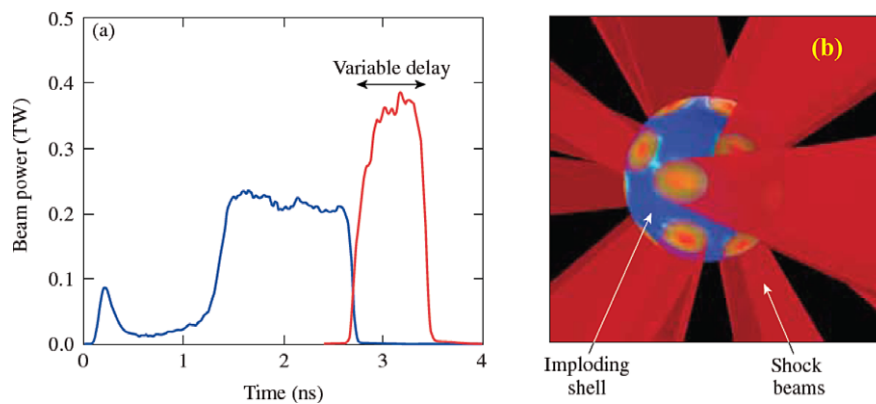 (a)
0.5
0.4
0.3
0.2
0.1
0.0
Beam power (TW)
Variable delay
0
1
2
3
4
Time (ns)
(b)
Imploding
shell
Shock
beams